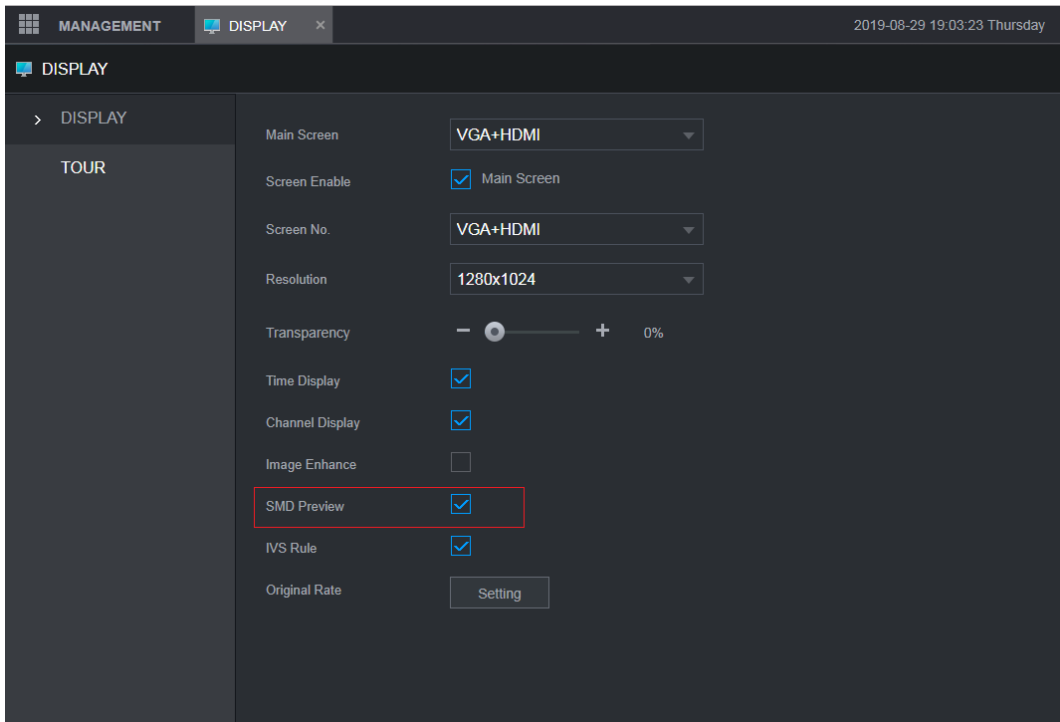 MANAGEMENT DISPLAY × 2019-08-29 19:03:23 Thursday
DISPLAY
> DISPLAY
TOUR
Main Screen VGA+HDMI
Screen Enable Main Screen
Screen No. VGA+HDMI
Resolution 1280x1024
Transparency − + 0%
Time Display
Channel Display
Image Enhance
SMD Preview
IVS Rule
Original Rate Setting